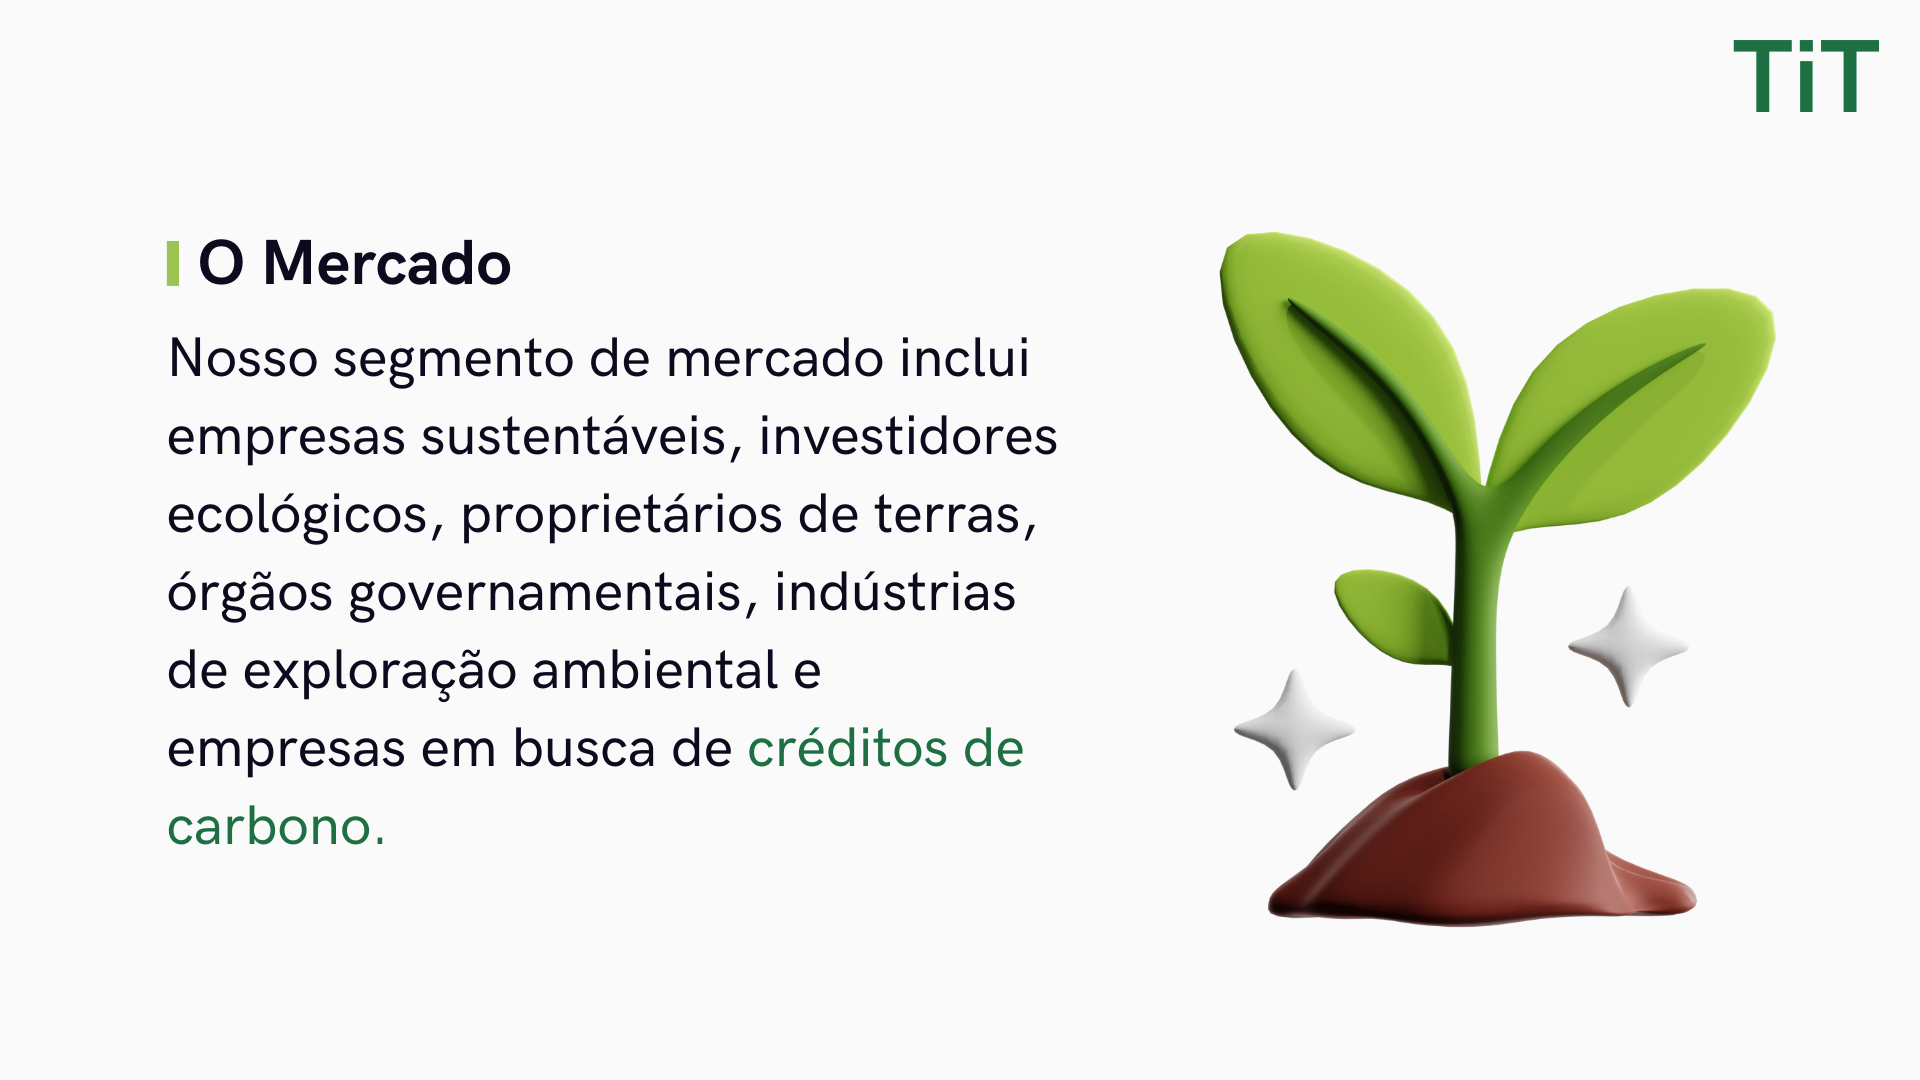 TiT
O Mercado
Nosso segmento de mercado inclui
empresas sustentáveis, investidores
ecológicos, proprietários de terras,
órgãos governamentais, indústrias
de exploração ambiental e
empresas em busca de créditos de
carbono.